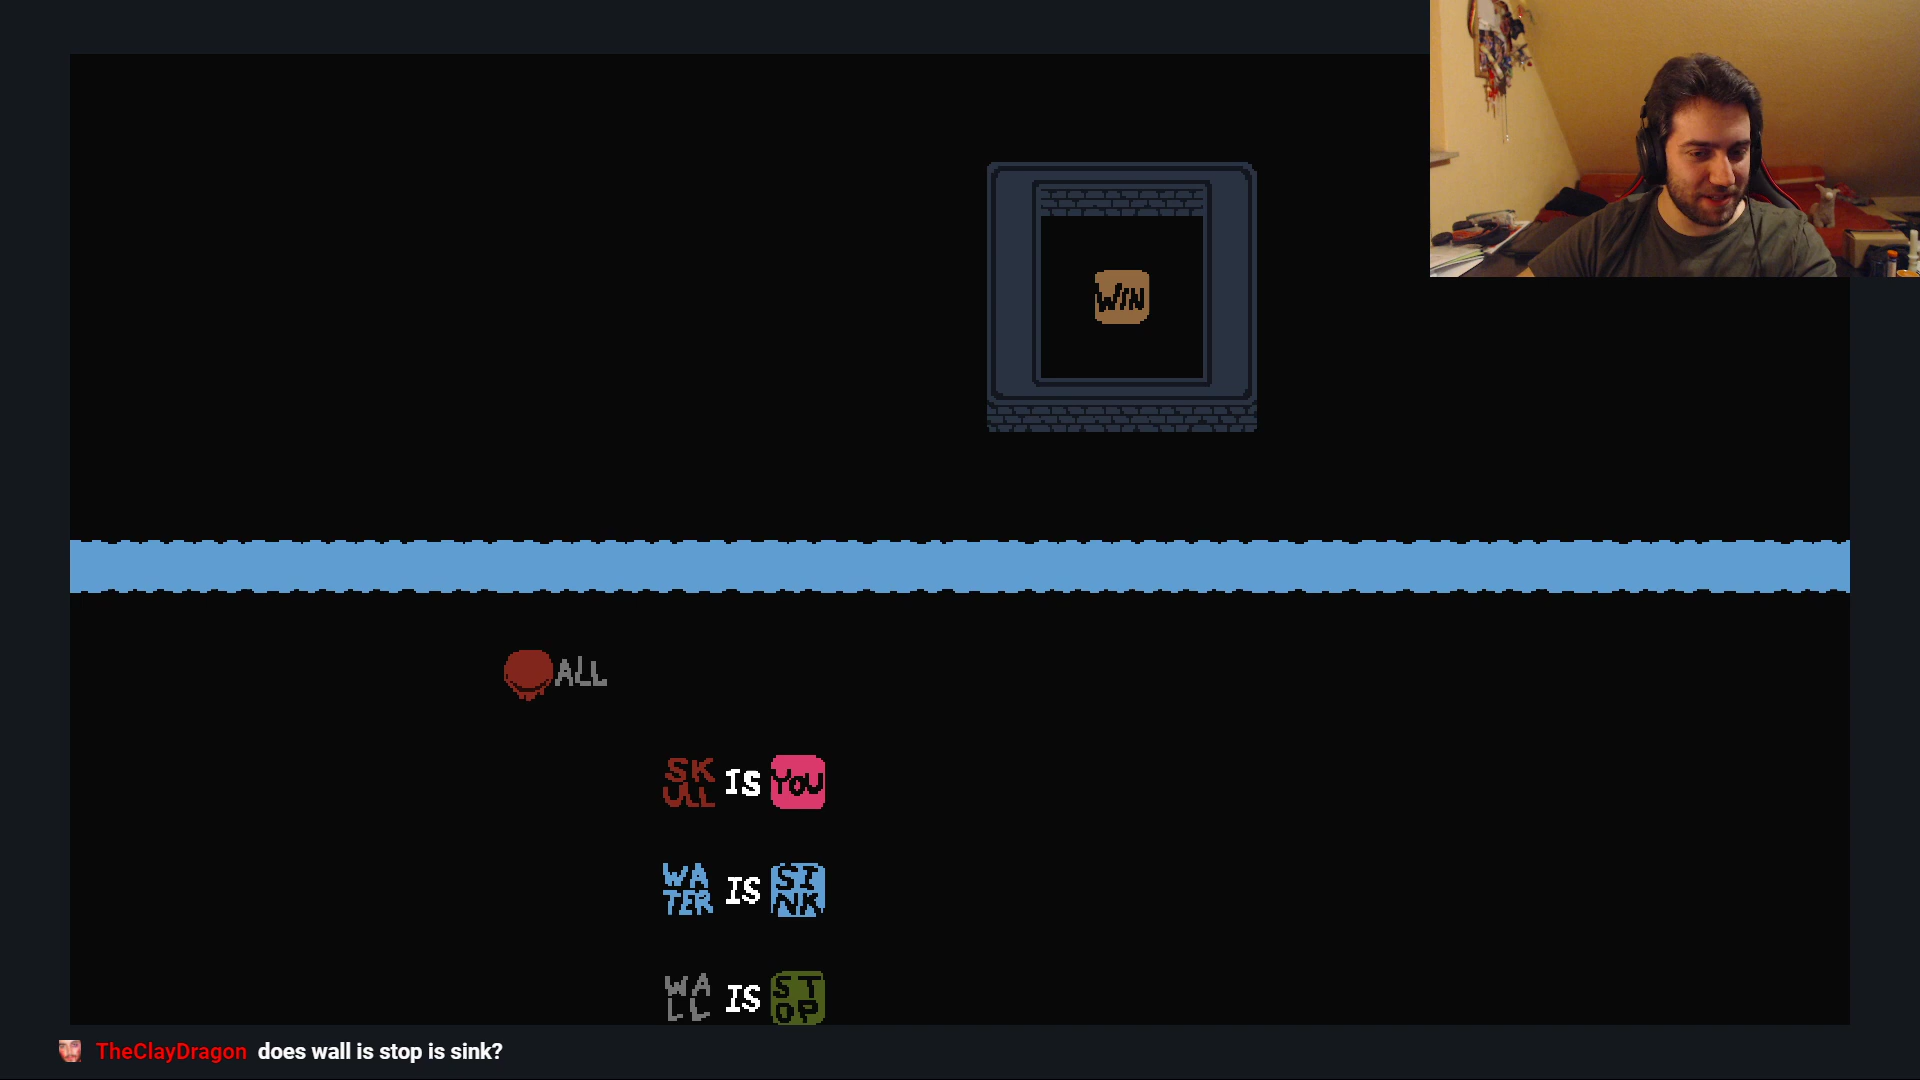 WIN
ALL
SKULL IS YOU
WATER IS SINK
WALL IS STOP
TheClayDragon does wall is stop is sink?